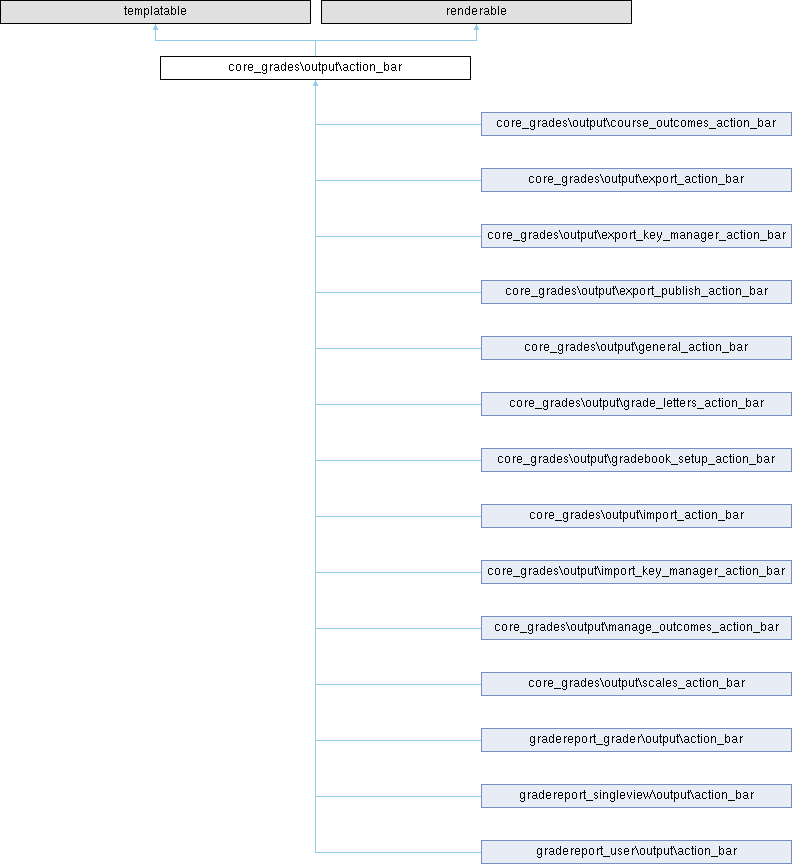 templatable
renderable
core_grades\output\action_bar
core_grades\output\course_outcomes_action_bar
core_grades\output\export_action_bar
core_grades\output\export_key_manager_action_bar
core_grades\output\export_publish_action_bar
core_grades\output\general_action_bar
core_grades\output\grade_letters_action_bar
core_grades\output\gradebook_setup_action_bar
core_grades\output\import_action_bar
core_grades\output\import_key_manager_action_bar
core_grades\output\manage_outcomes_action_bar
core_grades\output\scales_action_bar
gradereport_grader\output\action_bar
gradereport_singleview\output\action_bar
gradereport_user\output\action_bar